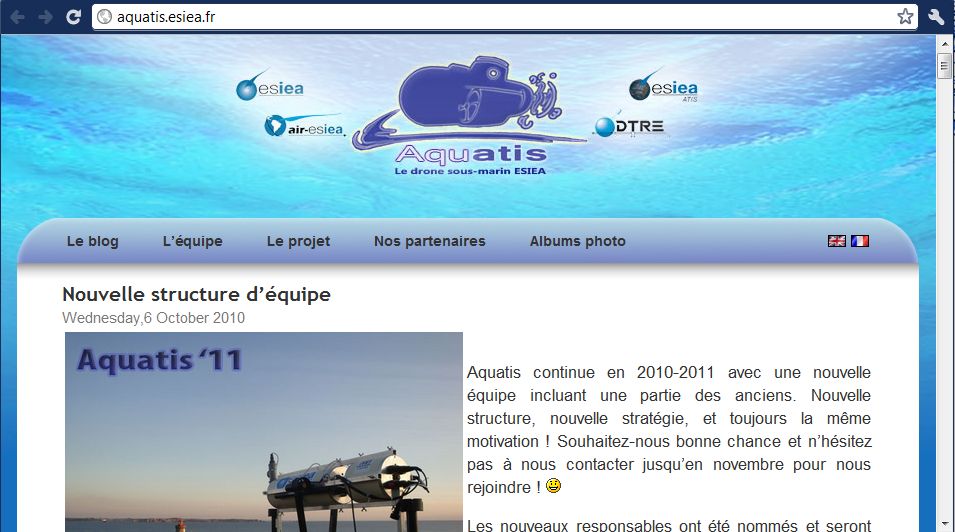 aquatis.esiea.fr
esiea
esiea
ATIS
air-esiea
DTRE
Aquatis
Le drone sous-marin ESIEA
Le blog L'équipe Le projet Nos partenaires Albums photo
Nouvelle structure d'équipe
Wednesday,6 October 2010
Aquatis '11
Aquatis continue en 2010-2011 avec une nouvelle
équipe incluant une partie des anciens. Nouvelle
structure, nouvelle stratégie, et toujours la même
motivation ! Souhaitez-nous bonne chance et n'hésitez
pas à nous contacter jusqu'en novembre pour nous
rejoindre !
Les nouveaux responsables ont été nommés et seront